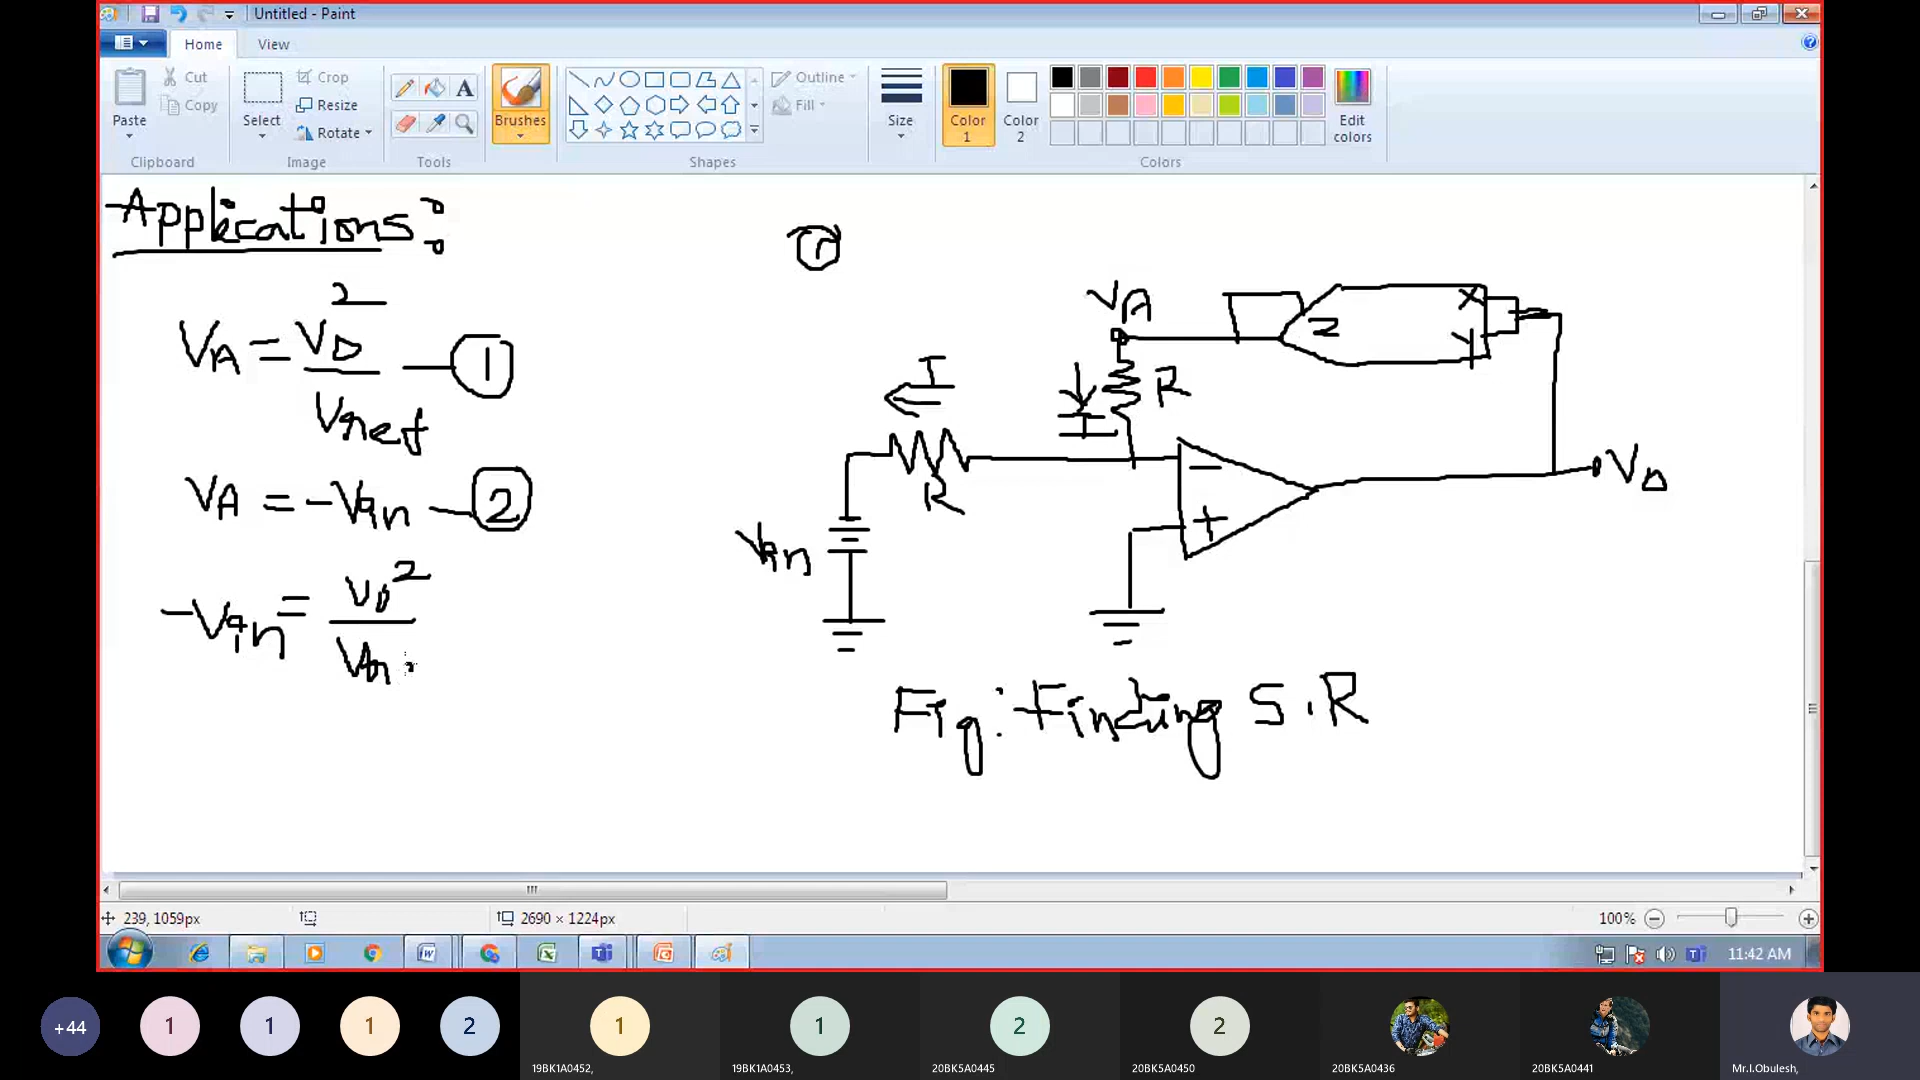 Untitled - Paint
Home View
Paste
Cut
Copy
Clipboard
Select
Crop
Resize
Rotate
Image
Tools
Brushes
Shapes
Outline
Fill
Size
Color 1
Color 2
Edit colors
Colors
Applications:
VA = Vo² / Vref — 1
VA = -Vin — 2
-Vin = Vo²
VA
X
Y
Z
I
R
I
R
-
+
Vo
Vin
Fig: Finding S.R
239, 1059px
2690 × 1224px
100%
11:42 AM
+44
1
1
1
2
1
1
2
2
19BK1A0452,
19BK1A0453,
20BK5A0445
20BK5A0450
20BK5A0436
20BK5A0441
Mr.I.Obulesh,